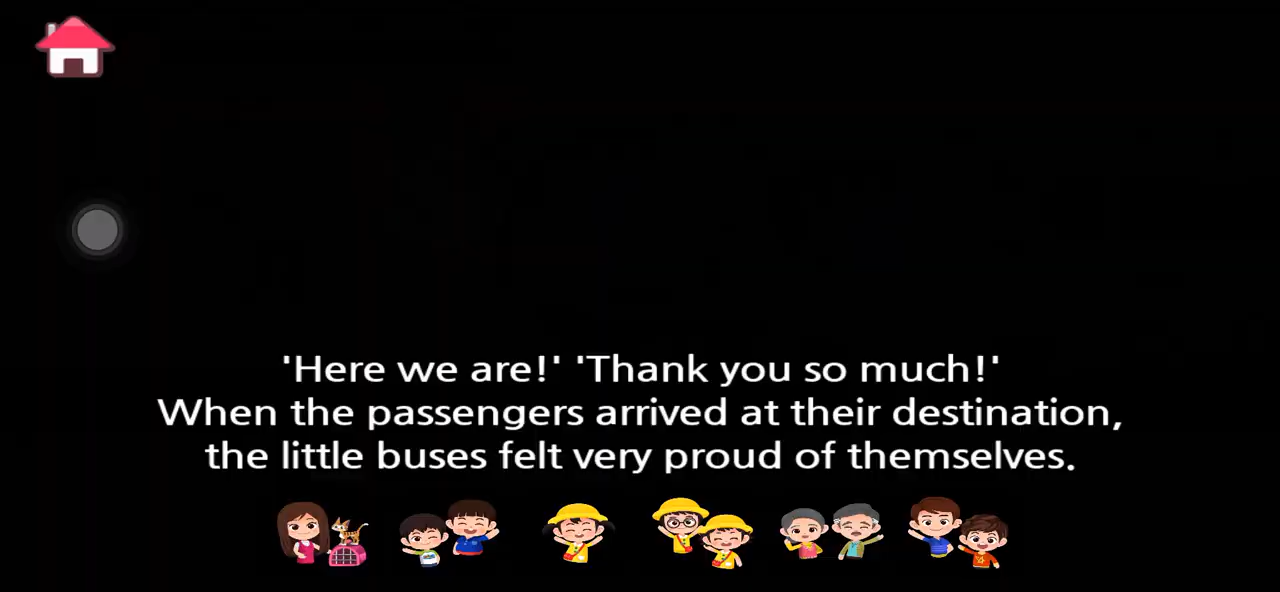 'Here we are!' 'Thank you so much!'
When the passengers arrived at their destination,
the little buses felt very proud of themselves.